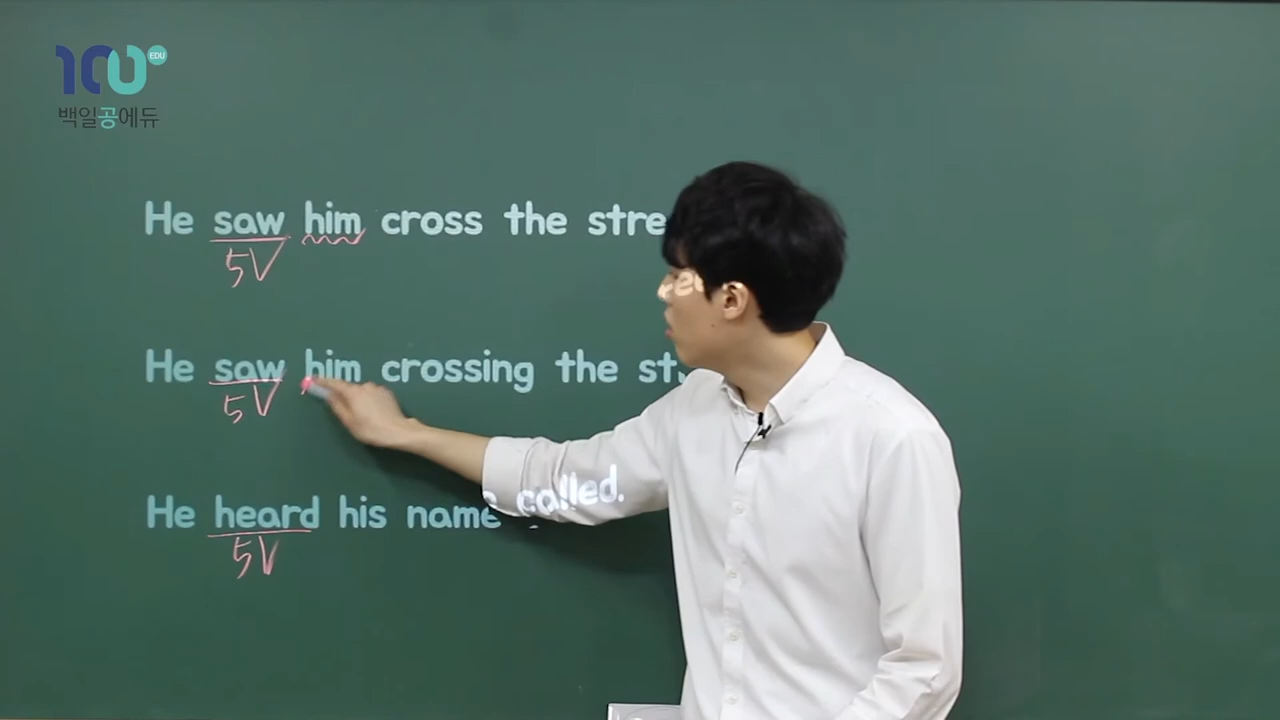 100 EDU
백일공에듀
He saw him cross the stre
5V
He saw him crossing the st
5V
He heard his name called.
5V